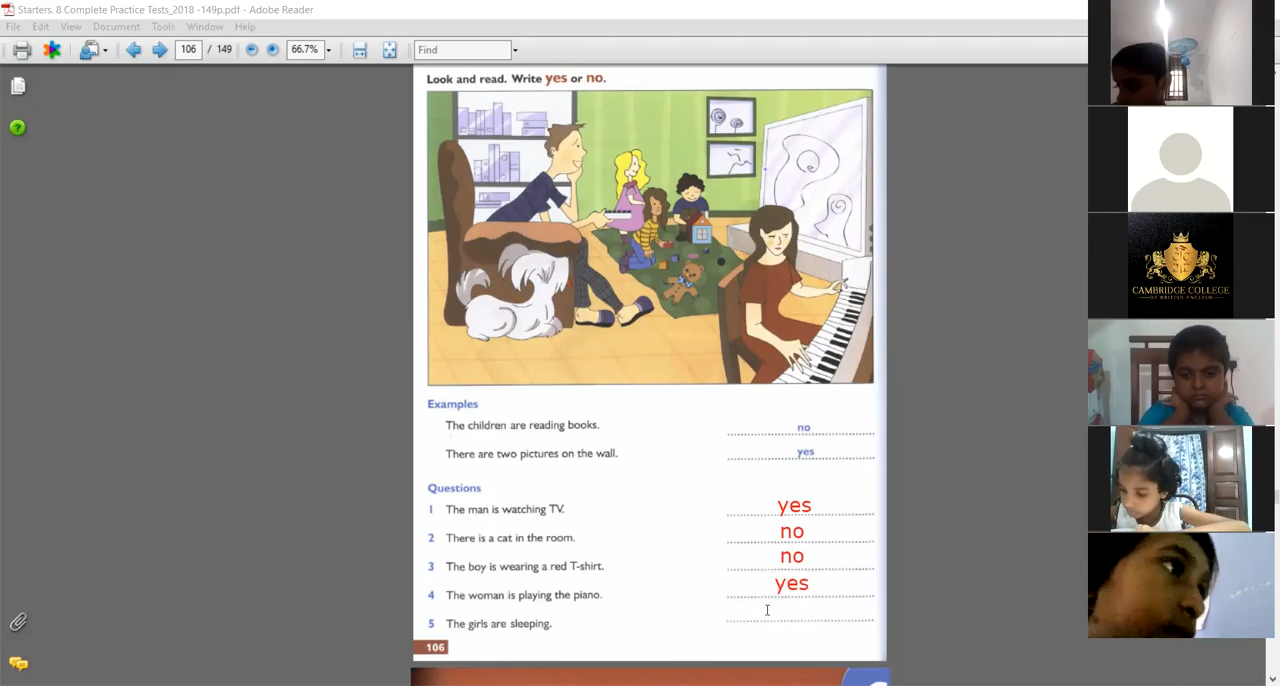 Starters. 8 Complete Practice Tests_2018 -149p.pdf - Adobe Reader
File Edit View Document Tools Window Help
106 / 149 66.7% Find
Look and read. Write yes or no.
Examples
The children are reading books. no
There are two pictures on the wall. yes
Questions
1 The man is watching TV. yes
2 There is a cat in the room. no
3 The boy is wearing a red T-shirt. no
4 The woman is playing the piano. yes
5 The girls are sleeping.
106
CAMBRIDGE COLLEGE
OF BRITISH ENGLISH